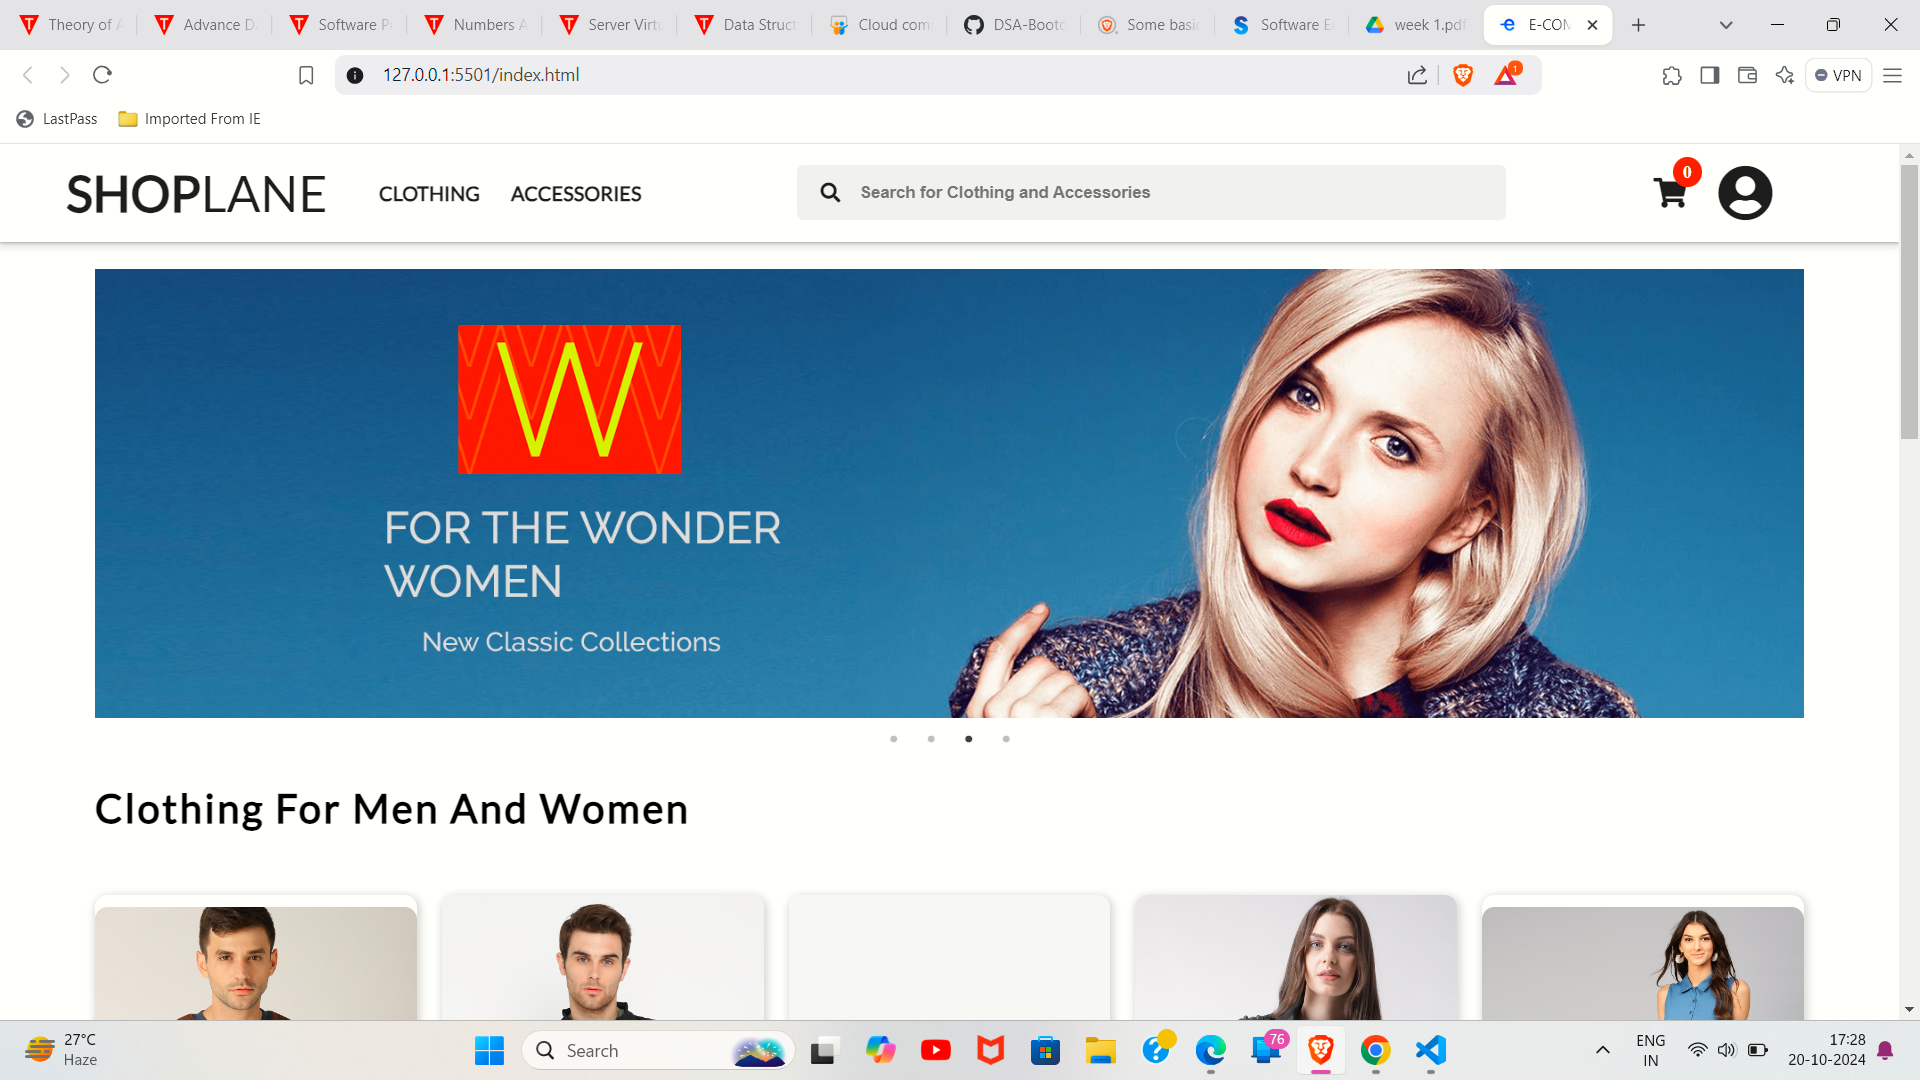 Theory of A
Advance D
Software P
Numbers A
Server Virtu
Data Struct
Cloud com
DSA-Bootc
Some basic
Software E
week 1.pdf
E-COM
127.0.0.1:5501/index.html
1
VPN
LastPass
Imported From IE
SHOPLANE
CLOTHING
ACCESSORIES
Search for Clothing and Accessories
0
W
FOR THE WONDER
WOMEN
New Classic Collections
Clothing For Men And Women
27°C
Haze
Search
76
ENG
IN
17:28
20-10-2024